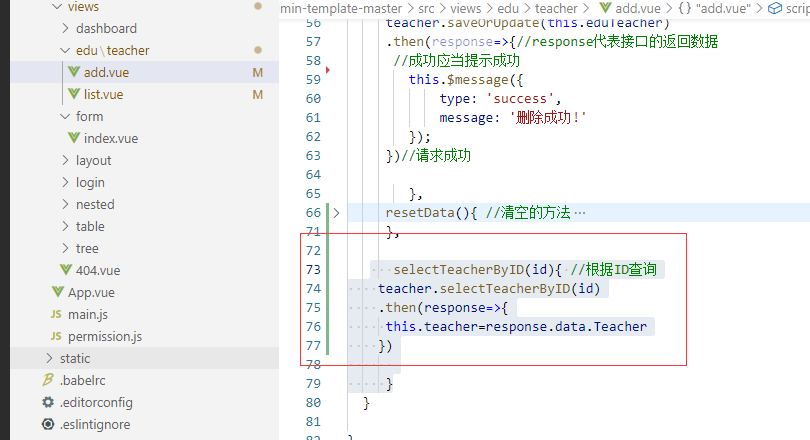 views
dashboard
edu\teacher
add.vue M
list.vue M
form
index.vue
layout
login
nested
table
tree
404.vue
App.vue
JS main.js
JS permission.js
static
.babelrc
.editorconfig
.eslintignore
min-template-master > src > views > edu > teacher > add.vue > {} "add.vue" > scrip
56 teacher.saveOrUpdate(this.eduTeacher)
57 .then(response=>{//response代表接口的返回数据
58 //成功应当提示成功
59 this.$message({
60 type: 'success',
61 message: '删除成功!'
62 });
63 })//请求成功
64
65 },
66 resetData(){ //清空的方法…
71 },
72
73 selectTeacherByID(id){ //根据ID查询
74 teacher.selectTeacherByID(id)
75 .then(response=>{
76 this.teacher=response.data.Teacher
77 })
78
79 }
80 }
81
82 }